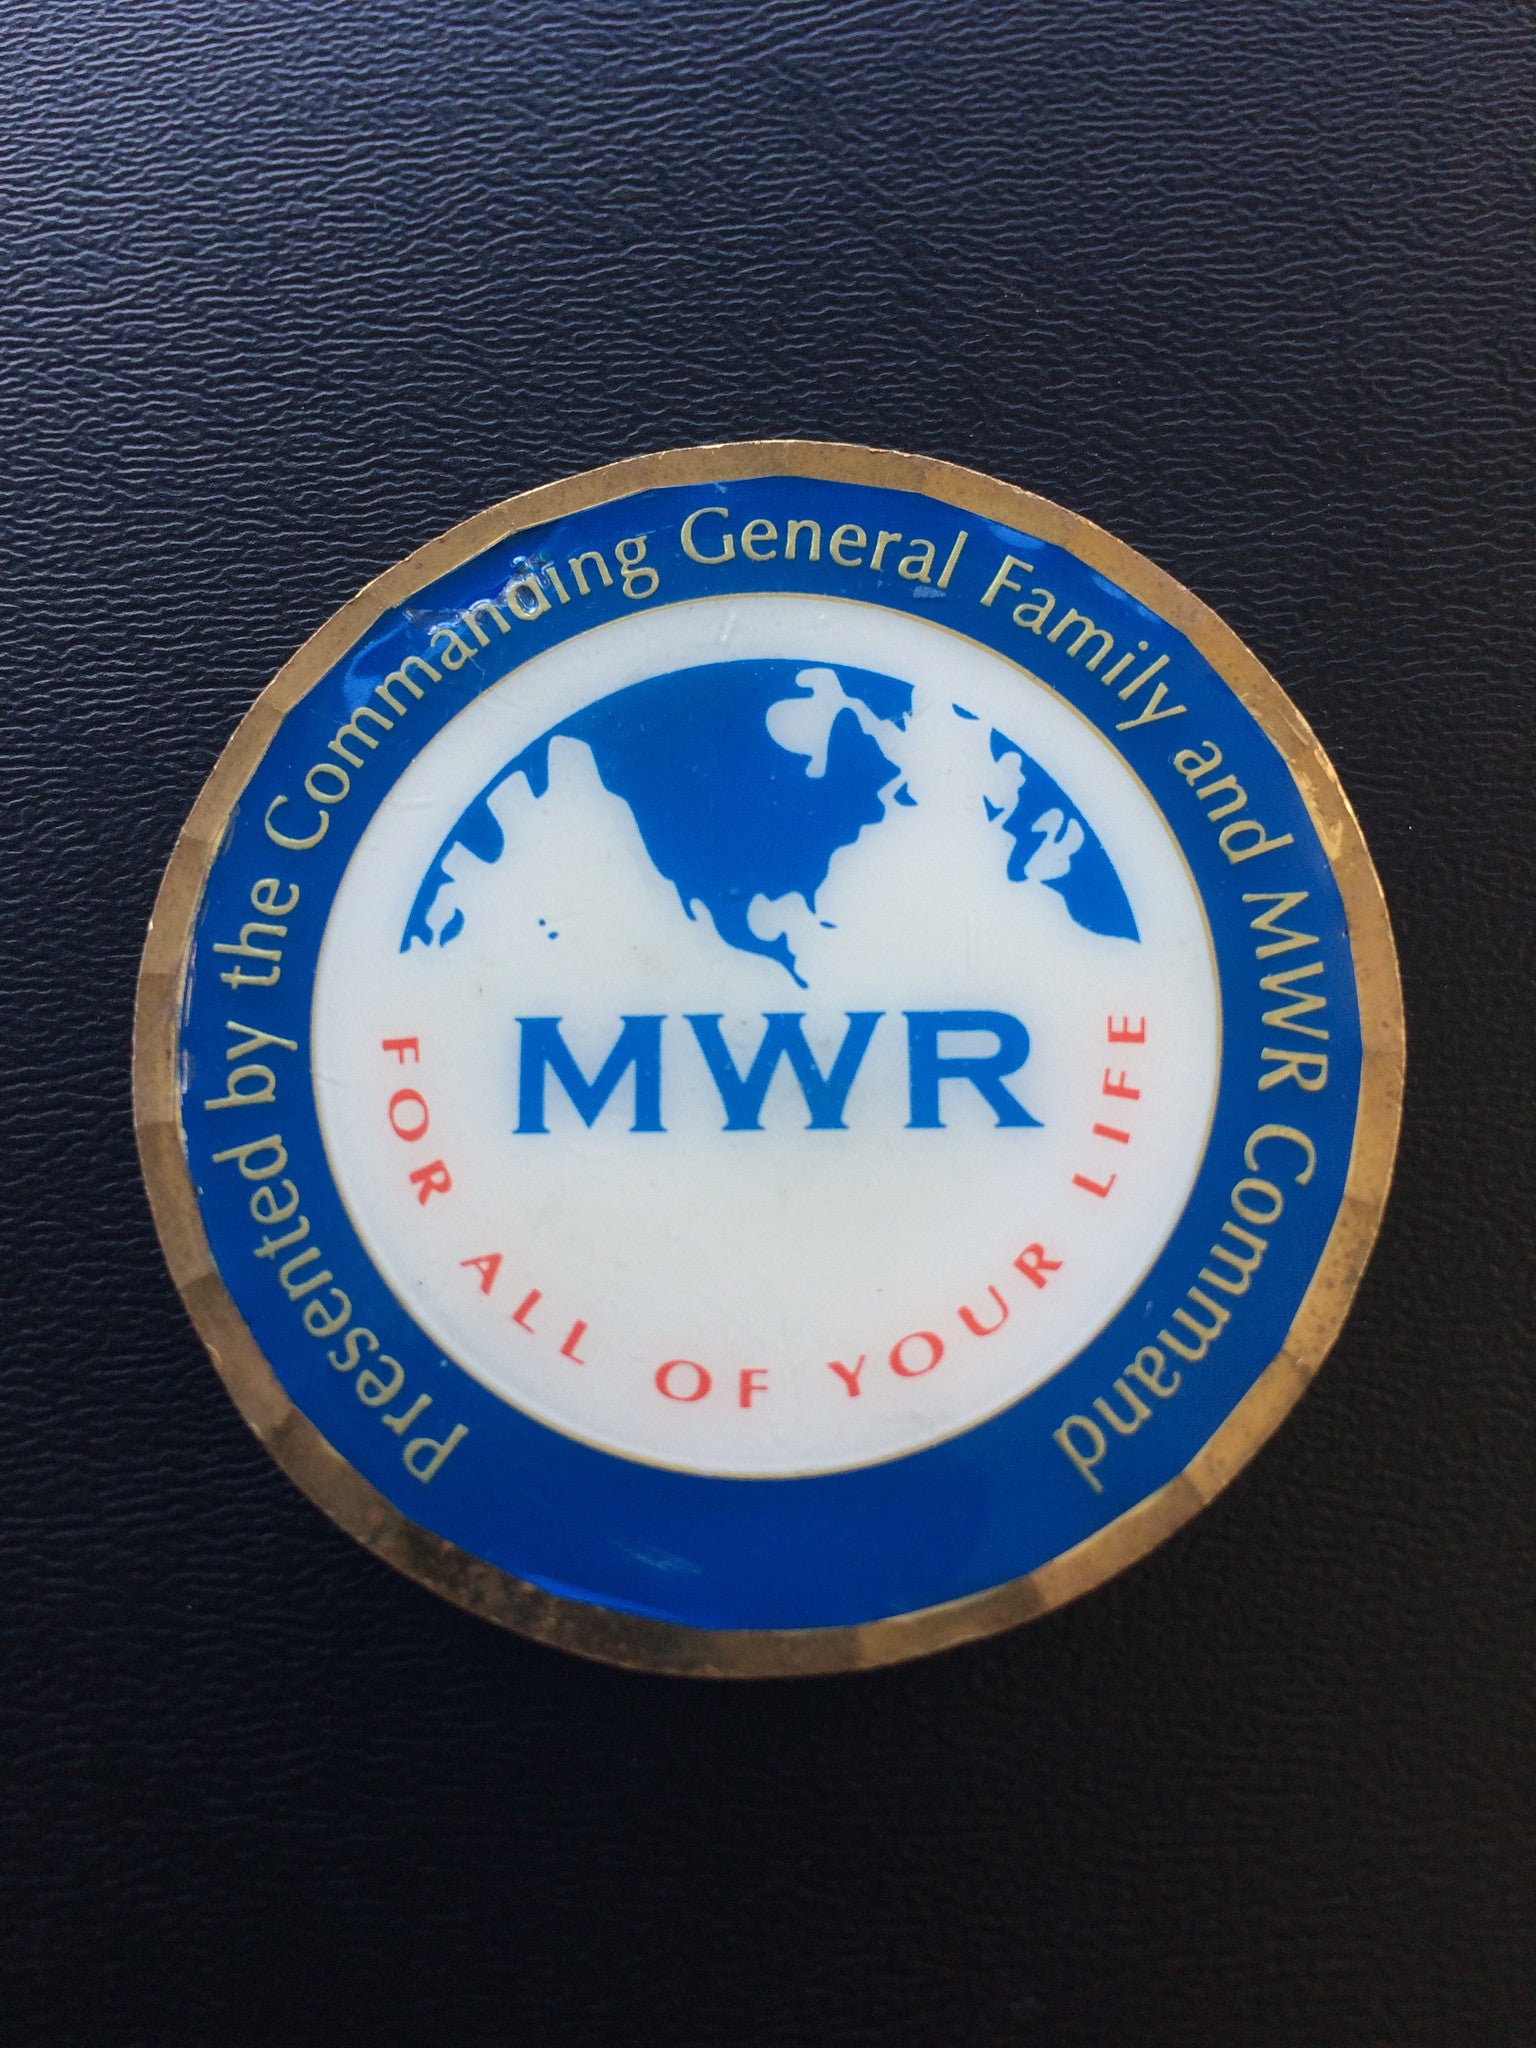 Presented by the Commanding General Family and MWR Command
MWR
FOR ALL OF YOUR LIFE